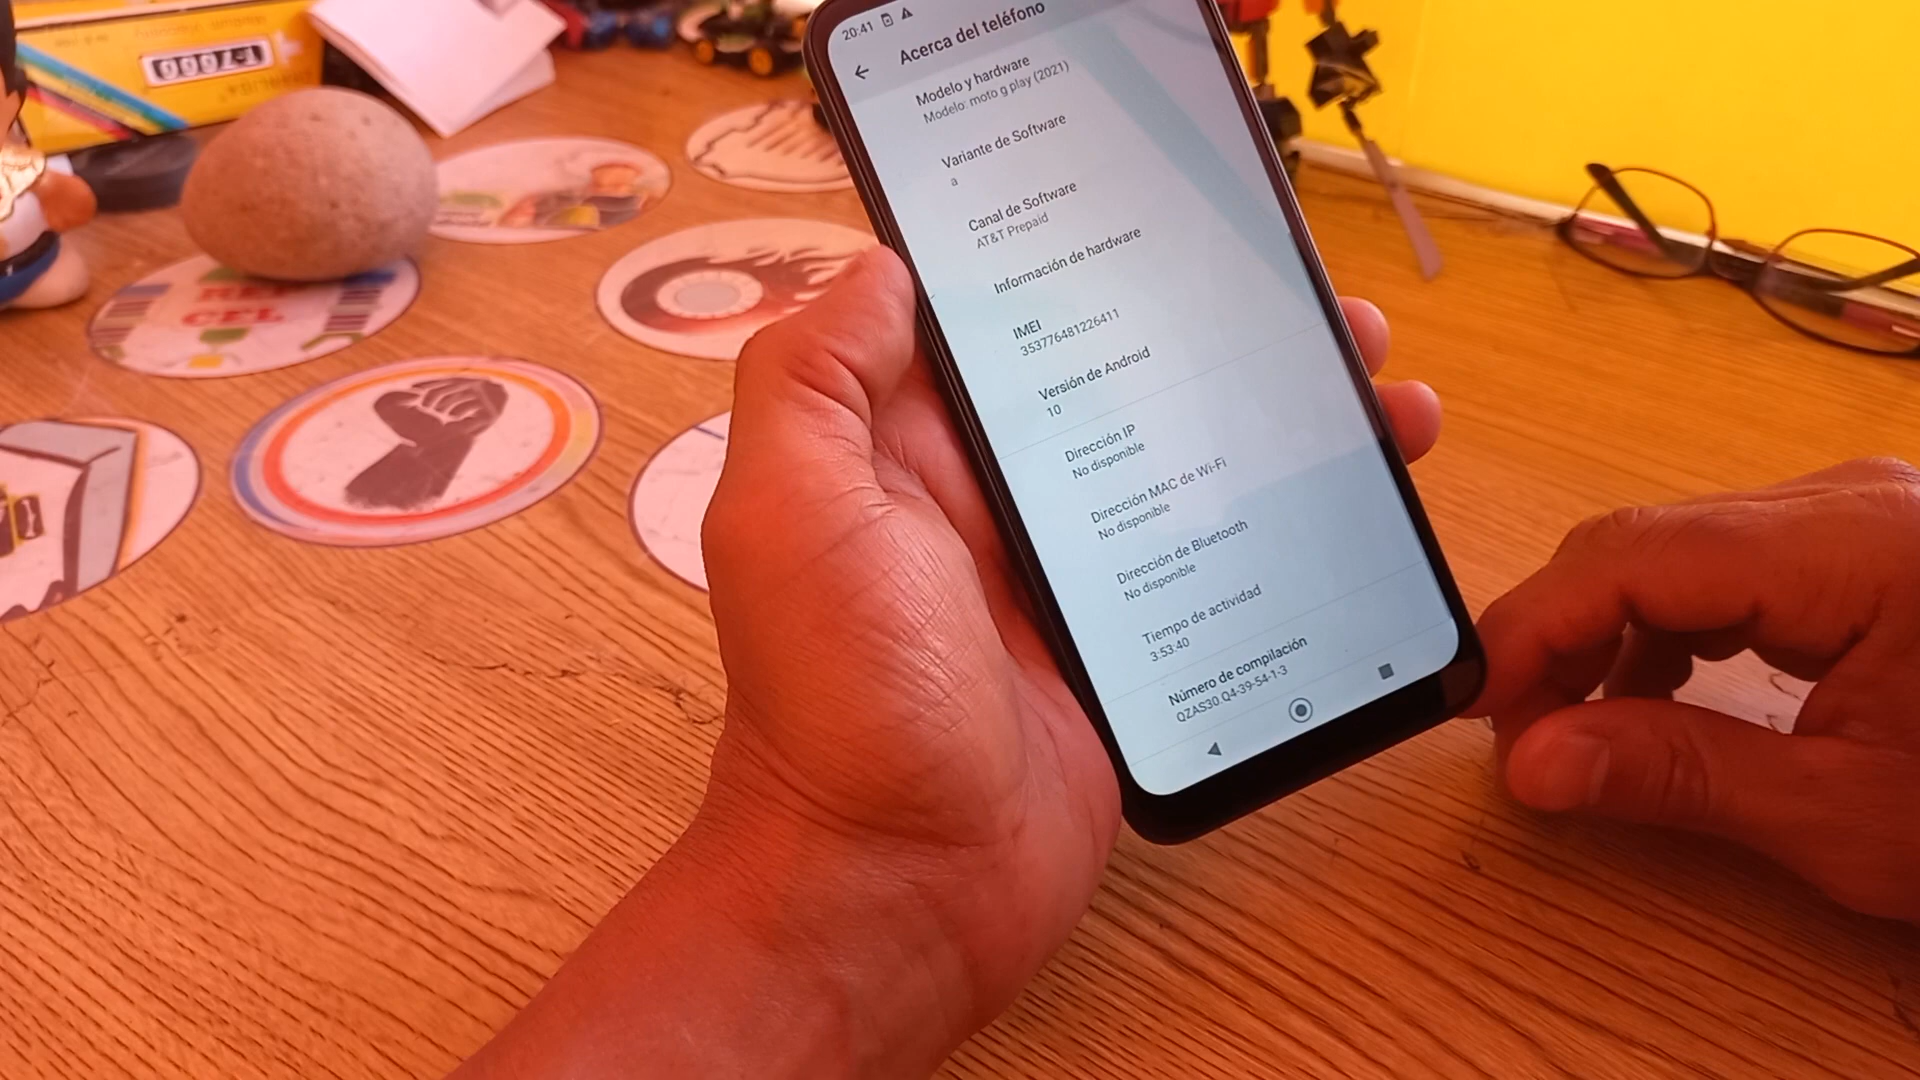 20:41
Acerca del teléfono
Modelo y hardware
Modelo: moto g play (2021)
Variante de Software
a
Canal de Software
AT&T Prepaid
Información de hardware
IMEI
353776481226411
Versión de Android
10
Dirección IP
No disponible
Dirección MAC de Wi-Fi
No disponible
Dirección de Bluetooth
No disponible
Tiempo de actividad
3:53:40
Número de compilación
QZAS30.Q4-39-54-1-3